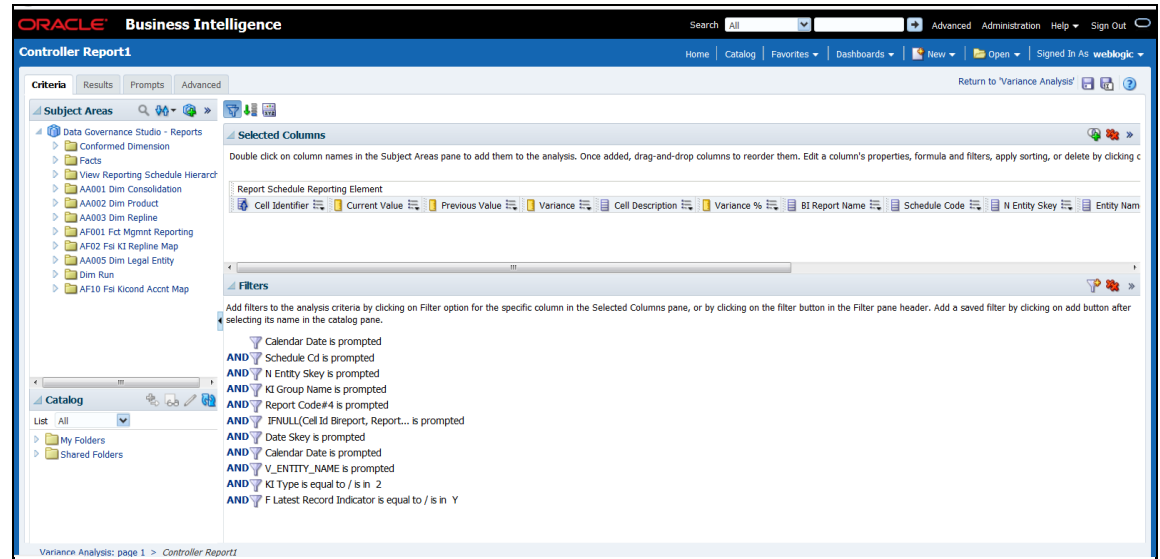 ORACLE Business Intelligence Search All Advanced Administration Help Sign Out
Controller Report1 Home Catalog Favorites Dashboards New Open Signed In As weblogic
Criteria Results Prompts Advanced Return to 'Variance Analysis'
Subject Areas
Data Governance Studio - Reports
Conformed Dimension
Facts
View Reporting Schedule Hierarch
AA001 Dim Consolidation
AA002 Dim Product
AA003 Dim Repline
AF001 Fct Mgmnt Reporting
AF02 Fsi KI Repline Map
AA005 Dim Legal Entity
Dim Run
AF10 Fsi Kicond Accnt Map
Catalog
List All
My Folders
Shared Folders
Selected Columns
Double click on column names in the Subject Areas pane to add them to the analysis. Once added, drag-and-drop columns to reorder them. Edit a column's properties, formula and filters, apply sorting, or delete by clicking
Report Schedule Reporting Element
Cell Identifier Current Value Previous Value Variance Cell Description Variance % BI Report Name Schedule Code N Entity Skey Entity Nam
Filters
Add filters to the analysis criteria by clicking on Filter option for the specific column in the Selected Columns pane, or by clicking on the filter button in the Filter pane header. Add a saved filter by clicking on add button after
selecting its name in the catalog pane.
Calendar Date is prompted
AND Schedule Cd is prompted
AND N Entity Skey is prompted
AND KI Group Name is prompted
AND Report Code#4 is prompted
AND IFNULL(Cell Id Bireport, Report... is prompted
AND Date Skey is prompted
AND Calendar Date is prompted
AND V_ENTITY_NAME is prompted
AND KI Type is equal to / is in 2
AND F Latest Record Indicator is equal to / is in Y
Variance Analysis: page 1 > Controller Report1